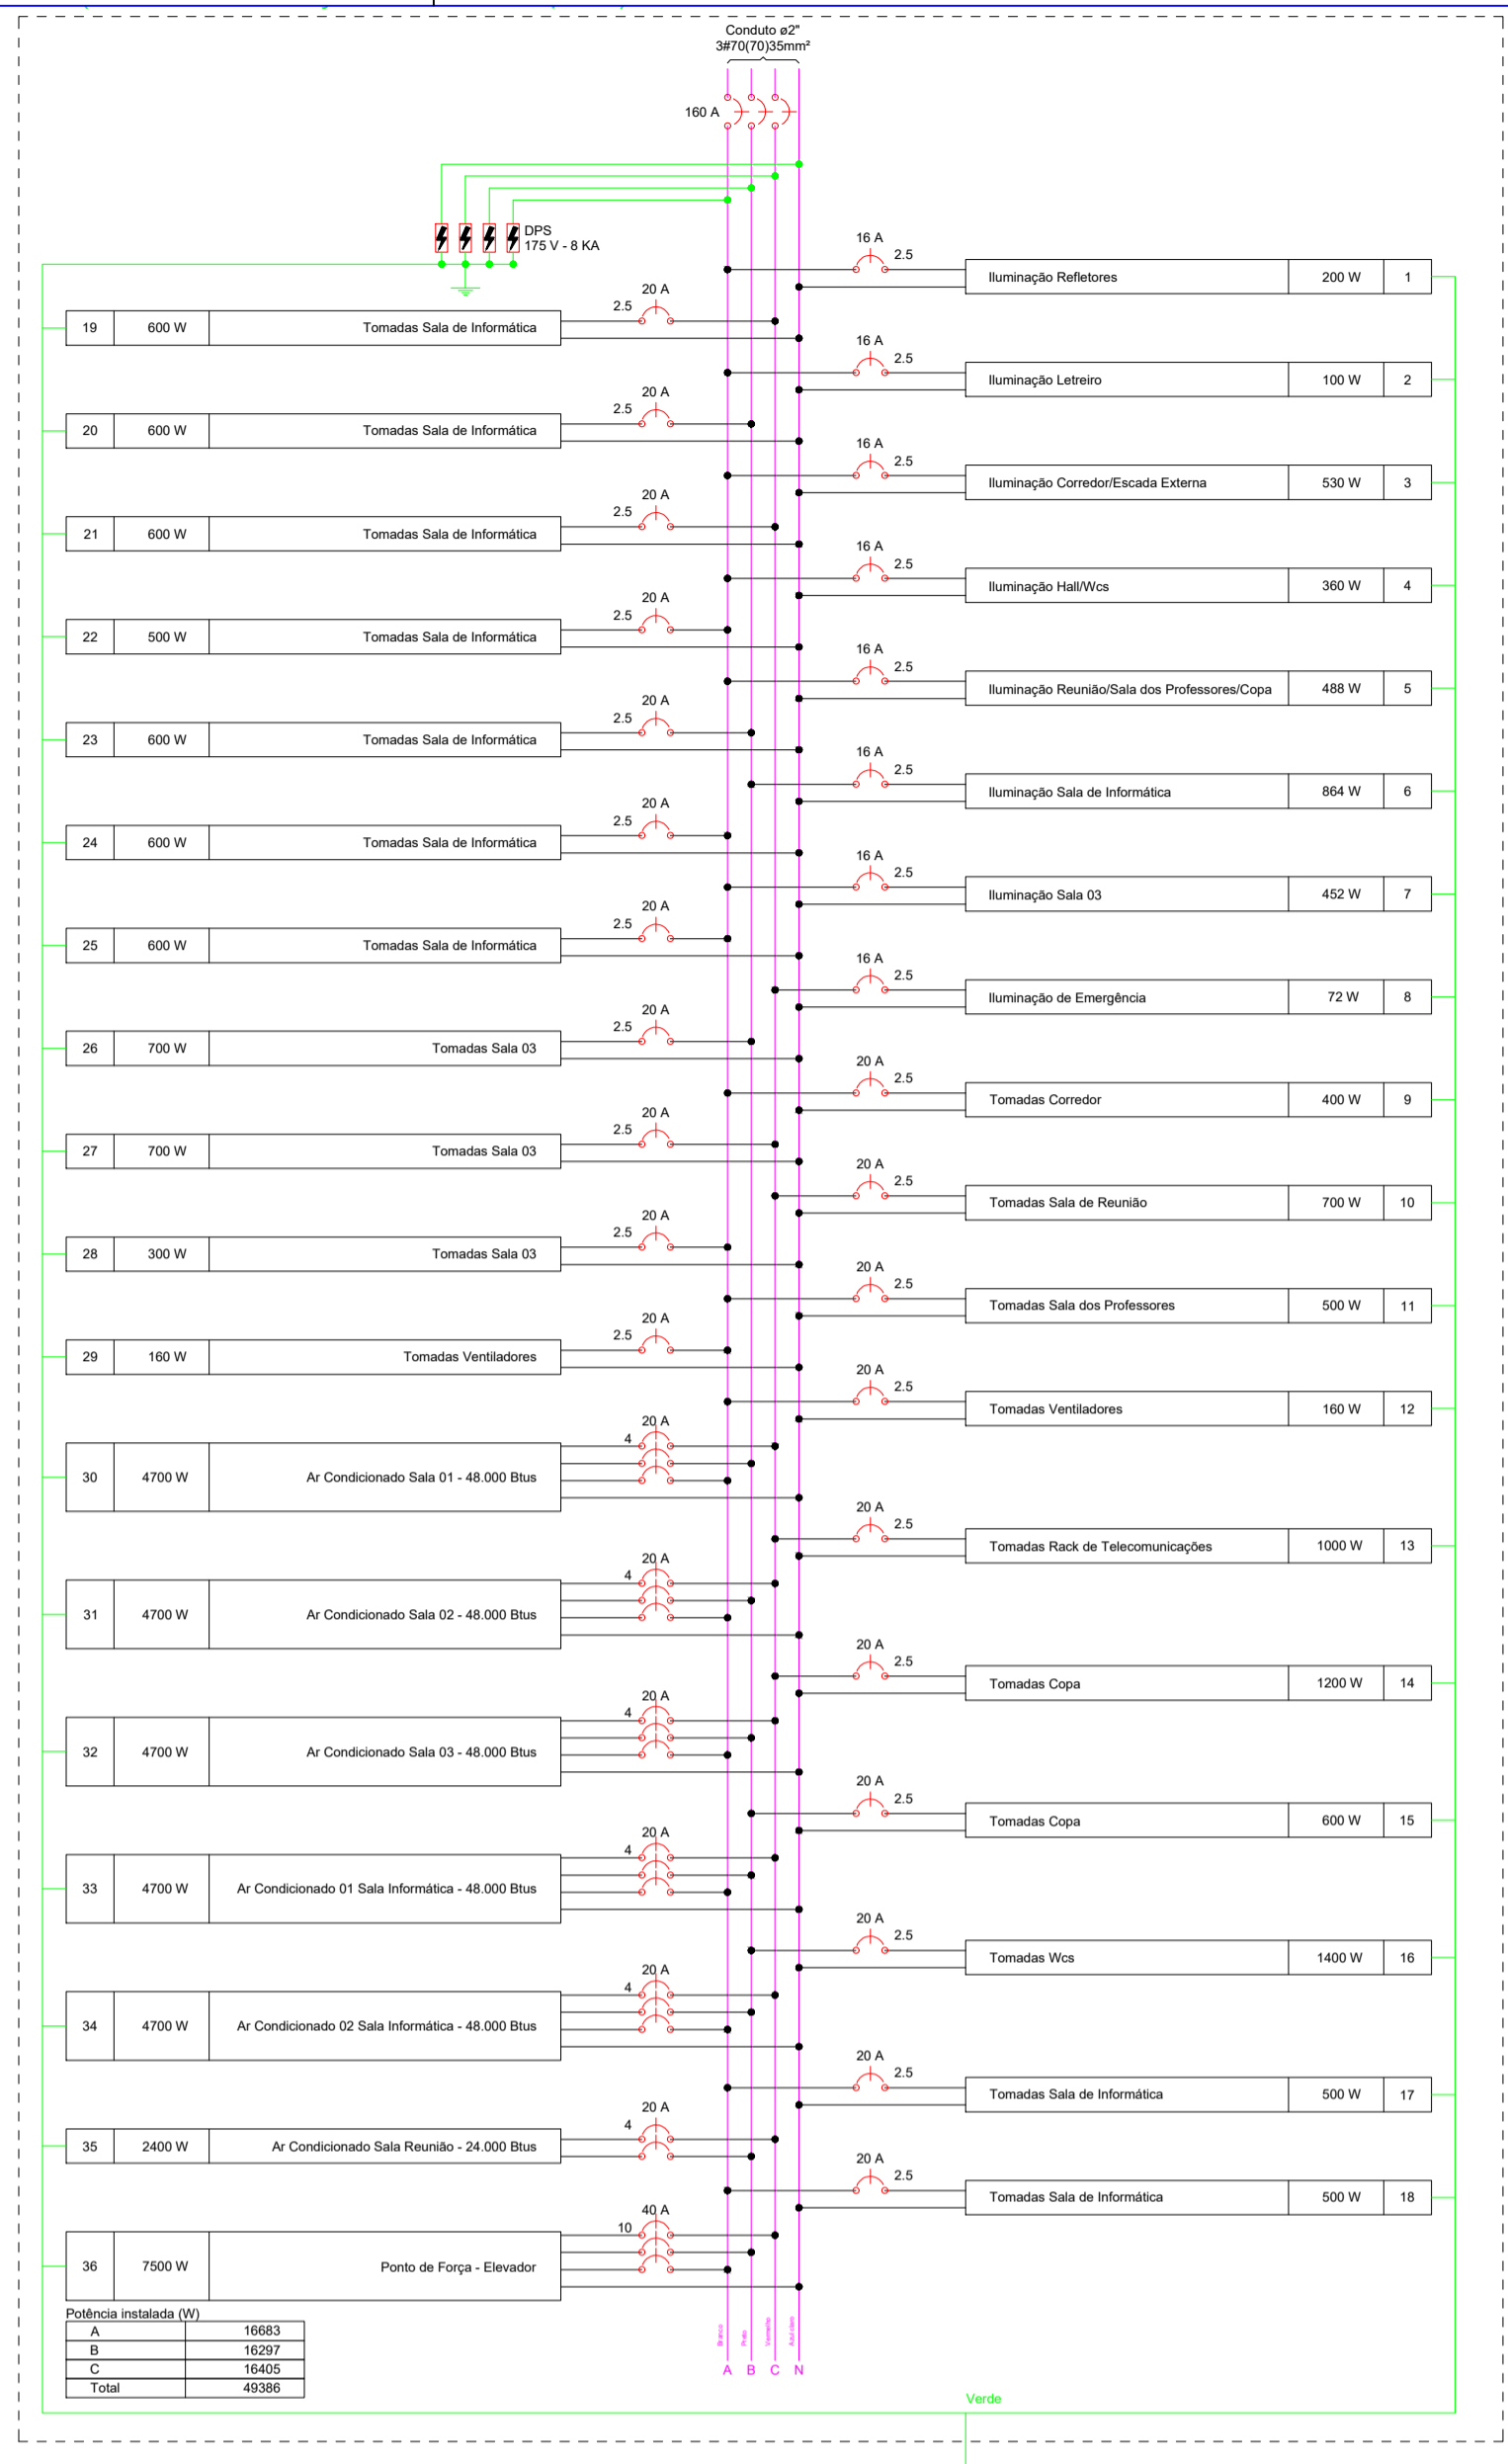 Conduto ø2"
3#70(70)35mm²
160 A
DPS
175 V - 8 KA
16 A
2.5
Iluminação Refletores 200 W 1
20 A
2.5
19 600 W Tomadas Sala de Informática
16 A
2.5
Iluminação Letreiro 100 W 2
20 A
2.5
20 600 W Tomadas Sala de Informática
16 A
2.5
Iluminação Corredor/Escada Externa 530 W 3
20 A
2.5
21 600 W Tomadas Sala de Informática
16 A
2.5
Iluminação Hall/Wcs 360 W 4
20 A
2.5
22 500 W Tomadas Sala de Informática
16 A
2.5
Iluminação Reunião/Sala dos Professores/Copa 488 W 5
20 A
2.5
23 600 W Tomadas Sala de Informática
16 A
2.5
Iluminação Sala de Informática 864 W 6
20 A
2.5
24 600 W Tomadas Sala de Informática
16 A
2.5
Iluminação Sala 03 452 W 7
20 A
2.5
25 600 W Tomadas Sala de Informática
16 A
2.5
Iluminação de Emergência 72 W 8
20 A
2.5
26 700 W Tomadas Sala 03
20 A
2.5
Tomadas Corredor 400 W 9
20 A
2.5
27 700 W Tomadas Sala 03
20 A
2.5
Tomadas Sala de Reunião 700 W 10
20 A
2.5
28 300 W Tomadas Sala 03
20 A
2.5
Tomadas Sala dos Professores 500 W 11
20 A
2.5
29 160 W Tomadas Ventiladores
20 A
2.5
Tomadas Ventiladores 160 W 12
20 A
4
30 4700 W Ar Condicionado Sala 01 - 48.000 Btus
20 A
2.5
Tomadas Rack de Telecomunicações 1000 W 13
20 A
4
31 4700 W Ar Condicionado Sala 02 - 48.000 Btus
20 A
2.5
Tomadas Copa 1200 W 14
20 A
4
32 4700 W Ar Condicionado Sala 03 - 48.000 Btus
20 A
2.5
Tomadas Copa 600 W 15
20 A
4
33 4700 W Ar Condicionado 01 Sala Informática - 48.000 Btus
20 A
2.5
Tomadas Wcs 1400 W 16
20 A
4
34 4700 W Ar Condicionado 02 Sala Informática - 48.000 Btus
20 A
2.5
Tomadas Sala de Informática 500 W 17
20 A
4
35 2400 W Ar Condicionado Sala Reunião - 24.000 Btus
20 A
2.5
Tomadas Sala de Informática 500 W 18
40 A
10
36 7500 W Ponto de Força - Elevador
Potência instalada (W)
A 16683
B 16297
C 16405
Total 49386
Branco
Preto
Vermelho
Azul claro
A B C N
Verde